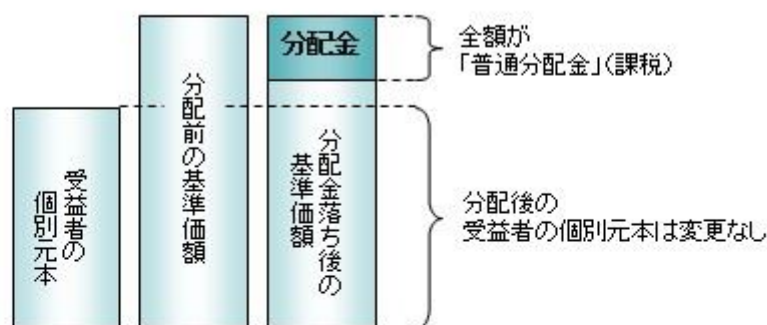 分配金
全額が
「普通分配金」(課税)
受益者の
個別元本
分配前の基準価額
分配金落ち後の
基準価額
分配後の
受益者の個別元本は変更なし